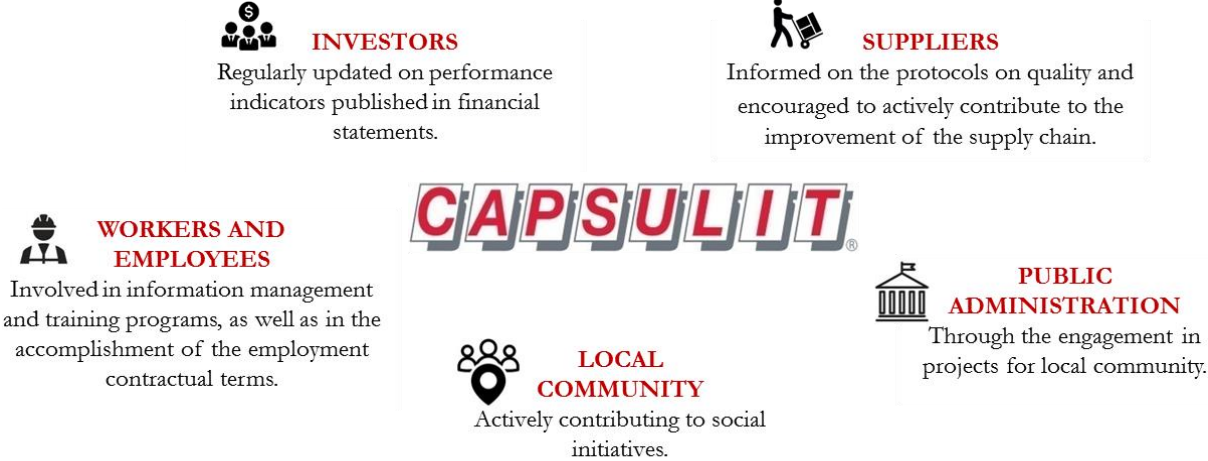 INVESTORS
Regularly updated on performance
indicators published in financial
statements.
SUPPLIERS
Informed on the protocols on quality and
encouraged to actively contribute to the
improvement of the supply chain.
CAPSULIT®
WORKERS AND
EMPLOYEES
Involved in information management
and training programs, as well as in the
accomplishment of the employment
contractual terms.
PUBLIC
ADMINISTRATION
Through the engagement in
projects for local community.
LOCAL
COMMUNITY
Actively contributing to social
initiatives.